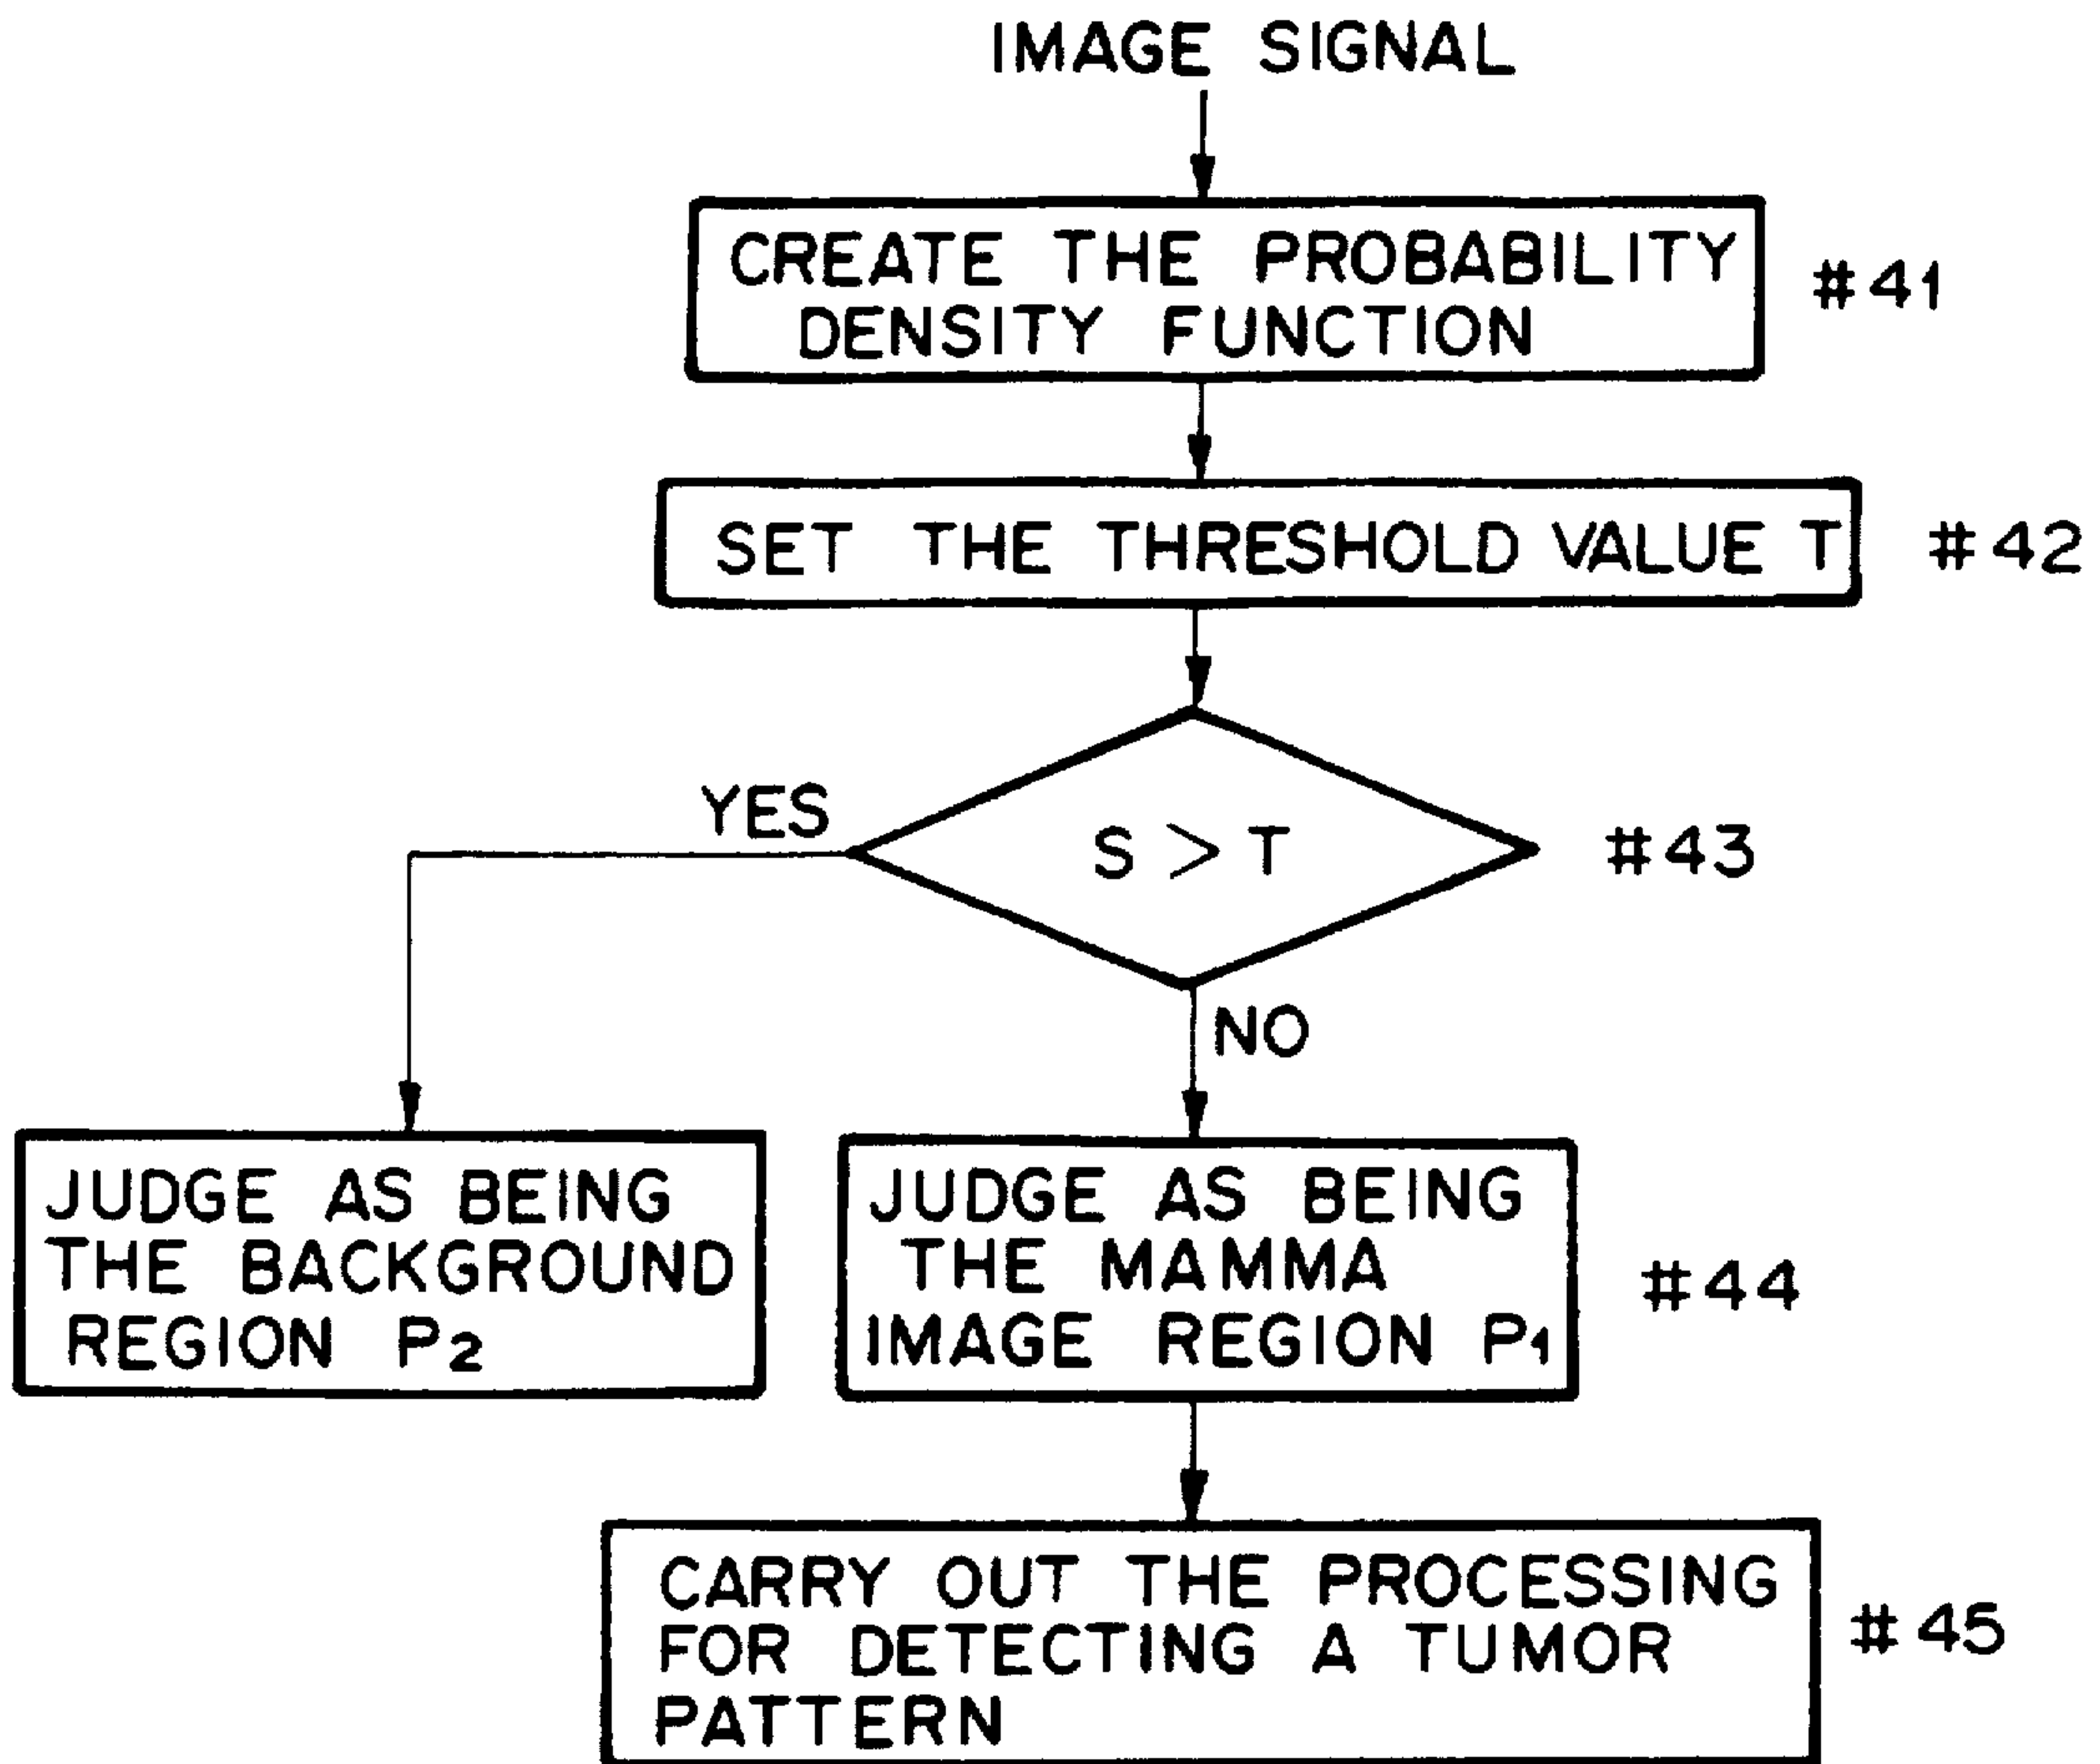 IMAGE SIGNAL
CREATE THE PROBABILITY
DENSITY FUNCTION
#41
SET THE THRESHOLD VALUE T
#42
YES
S > T
#43
NO
JUDGE AS BEING
THE BACKGROUND
REGION P2
JUDGE AS BEING
THE MAMMA
IMAGE REGION P1
#44
CARRY OUT THE PROCESSING
FOR DETECTING A TUMOR
PATTERN
#45